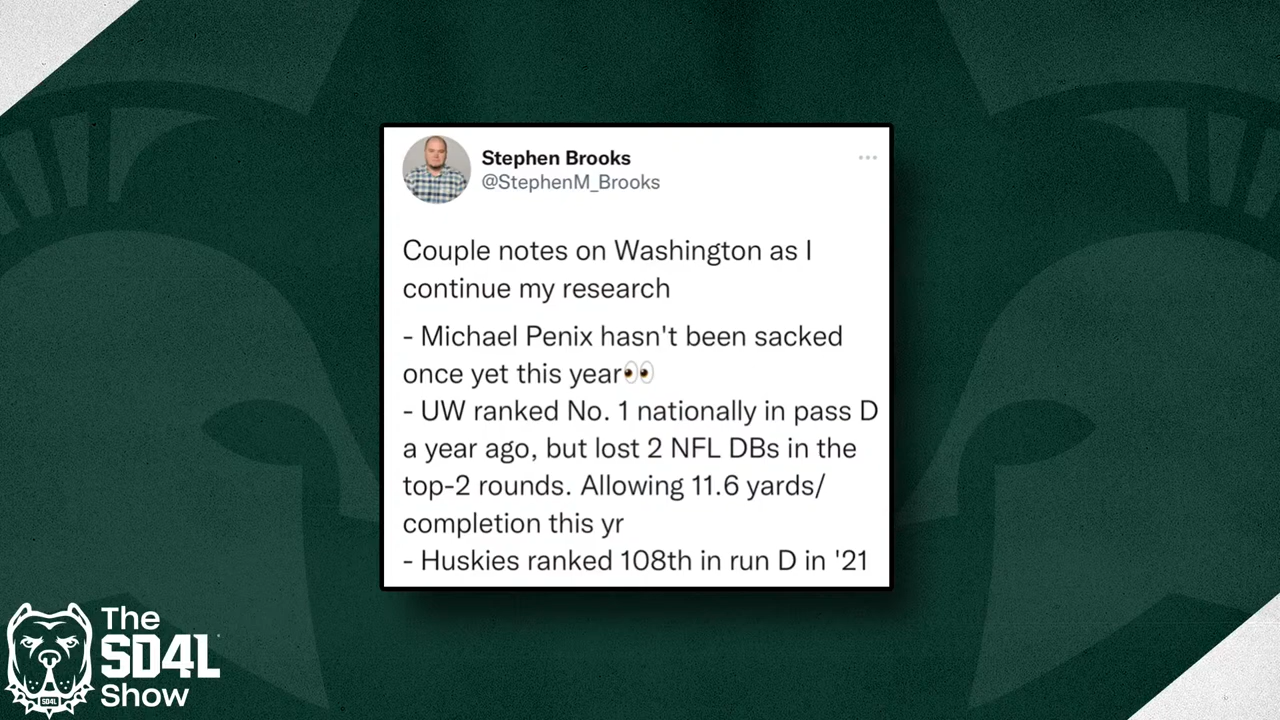 Stephen Brooks
@StephenM_Brooks
Couple notes on Washington as I
continue my research
- Michael Penix hasn't been sacked
once yet this year👀
- UW ranked No. 1 nationally in pass D
a year ago, but lost 2 NFL DBs in the
top-2 rounds. Allowing 11.6 yards/
completion this yr
- Huskies ranked 108th in run D in '21
The
SD4L
Show
SD4L